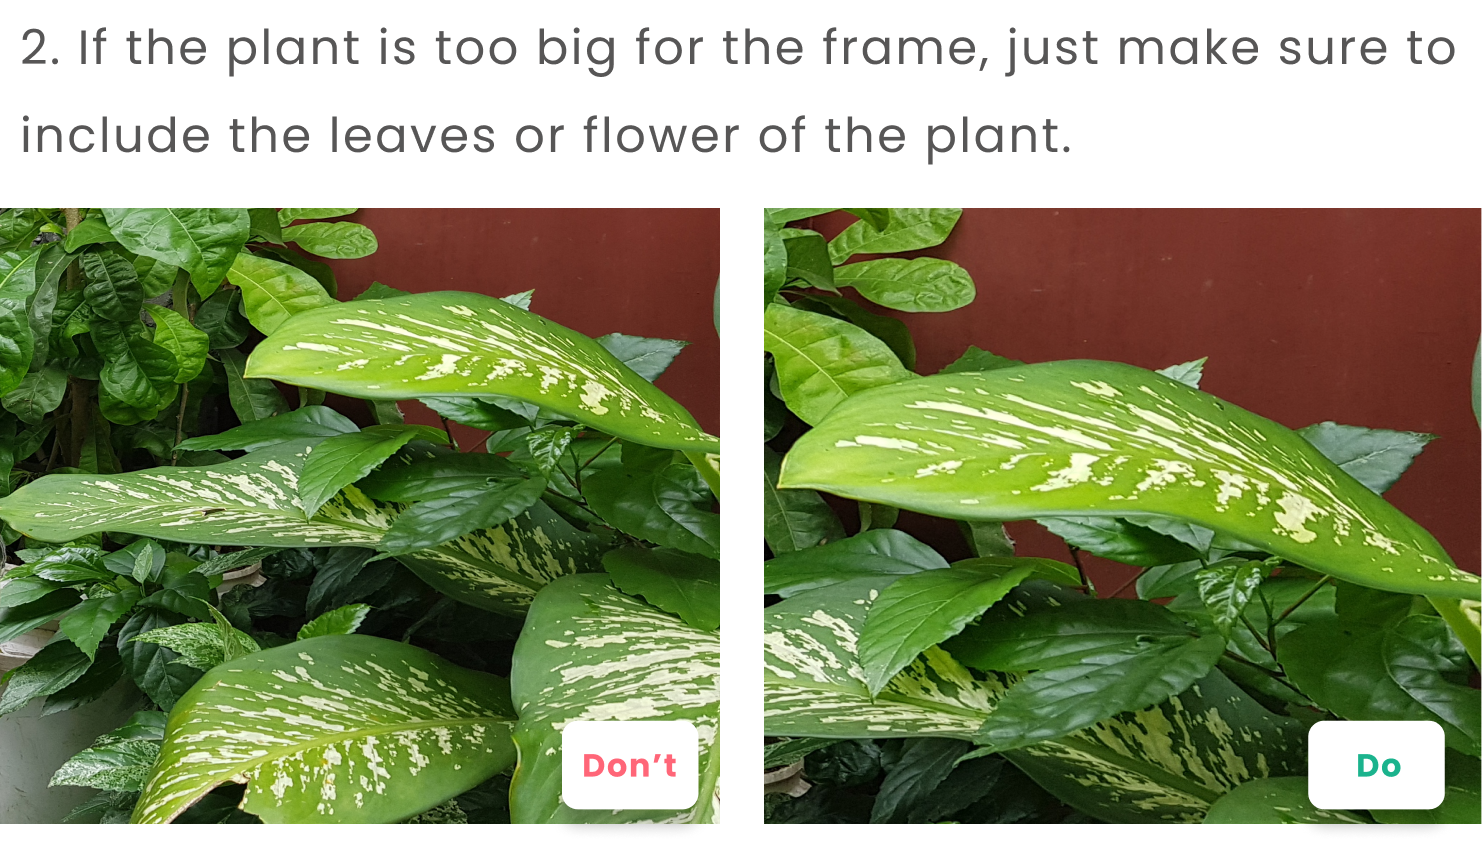 2. If the plant is too big for the frame, just make sure to
include the leaves or flower of the plant.
Don’t
Do